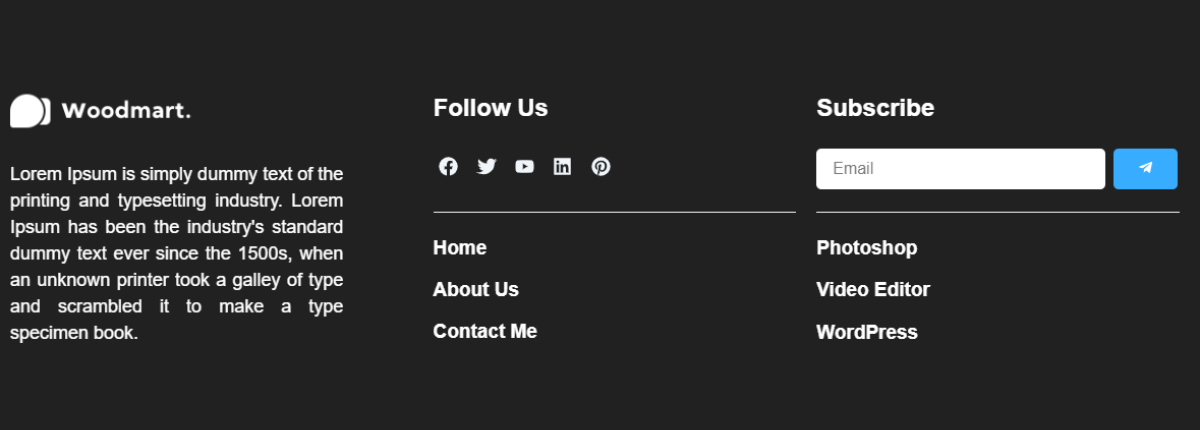 Woodmart.
Lorem Ipsum is simply dummy text of the
printing and typesetting industry. Lorem
Ipsum has been the industry's standard
dummy text ever since the 1500s, when
an unknown printer took a galley of type
and scrambled it to make a type
specimen book.
Follow Us
Home
About Us
Contact Me
Subscribe
Email
Photoshop
Video Editor
WordPress